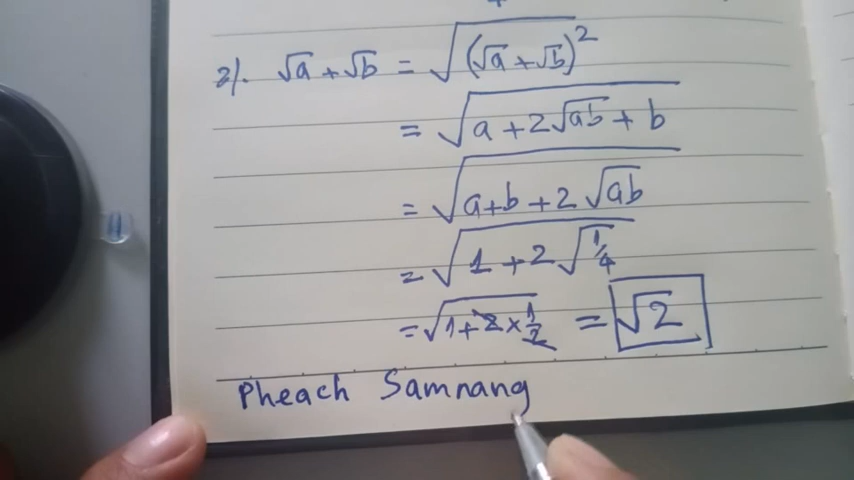 2/. √a + √b = √(√a + √b)²
= √a + 2√ab + b
= √a+b + 2√ab
= √1 + 2√1/4
= √1+2×1/2 = √2
Pheach Samnang